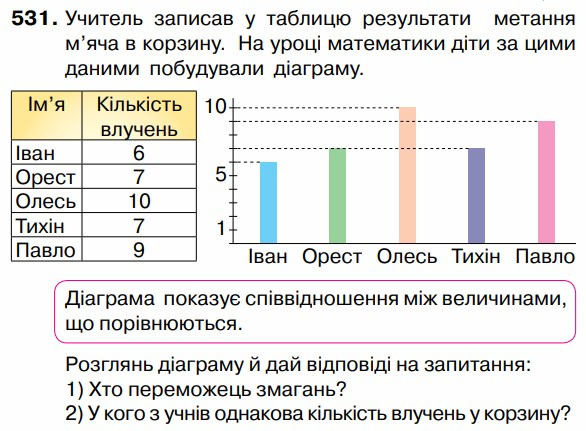 531. Учитель записав у таблицю результати метання
м’яча в корзину. На уроці математики діти за цими
даними побудували діаграму.
Ім’я Кількість влучень
Іван 6
Орест 7
Олесь 10
Тихін 7
Павло 9
10
5
1
Іван Орест Олесь Тихін Павло
Діаграма показує співвідношення між величинами,
що порівнюються.
Розглянь діаграму й дай відповіді на запитання:
1) Хто переможець змагань?
2) У кого з учнів однакова кількість влучень у корзину?